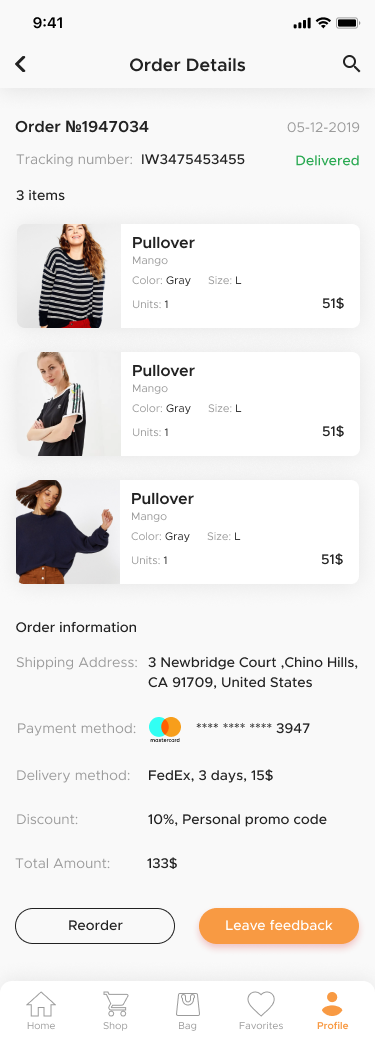 9:41
Order Details
Order №1947034 05-12-2019
Tracking number: IW3475453455 Delivered
3 items
Pullover
Mango
Color: Gray Size: L
Units: 1 51$
Pullover
Mango
Color: Gray Size: L
Units: 1 51$
Pullover
Mango
Color: Gray Size: L
Units: 1 51$
Order information
Shipping Address: 3 Newbridge Court ,Chino Hills,
CA 91709, United States
Payment method: mastercard **** **** **** 3947
Delivery method: FedEx, 3 days, 15$
Discount: 10%, Personal promo code
Total Amount: 133$
Reorder Leave feedback
Home Shop Bag Favorites Profile